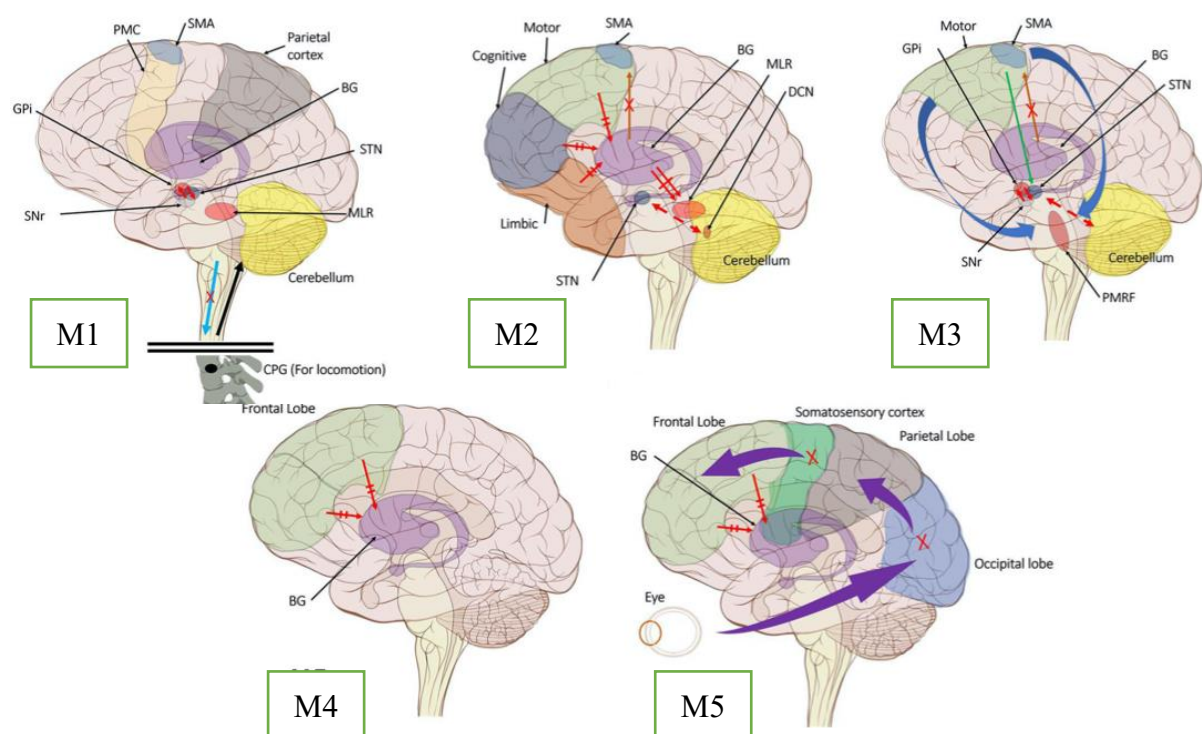 PMC
SMA
Parietal
cortex
BG
GPi
STN
SNr
MLR
Cerebellum
M1
CPG (For locomotion)
SMA
Motor
BG
Cognitive
MLR
DCN
Limbic
Cerebellum
STN
M2
SMA
Motor
GPi
BG
STN
SNr
Cerebellum
PMRF
M3
Frontal Lobe
BG
M4
Somatosensory cortex
Frontal Lobe
Parietal Lobe
BG
Occipital lobe
Eye
M5